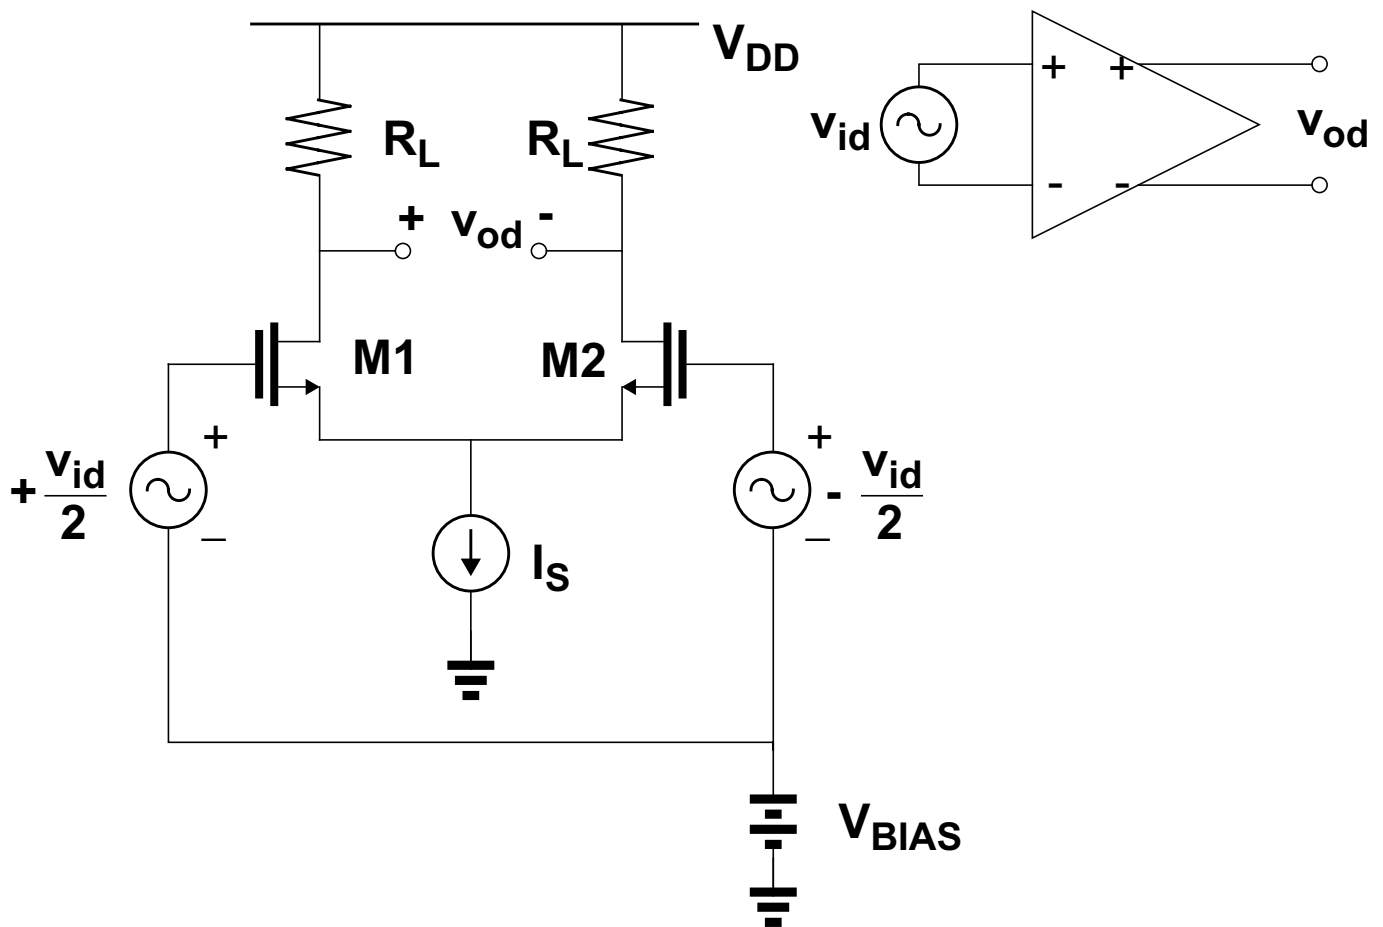 VDD
RL RL
+ vod -
M1 M2
+ vid/2
+
–
+
–
- vid/2
IS
VBIAS
vid
+ +
- -
vod